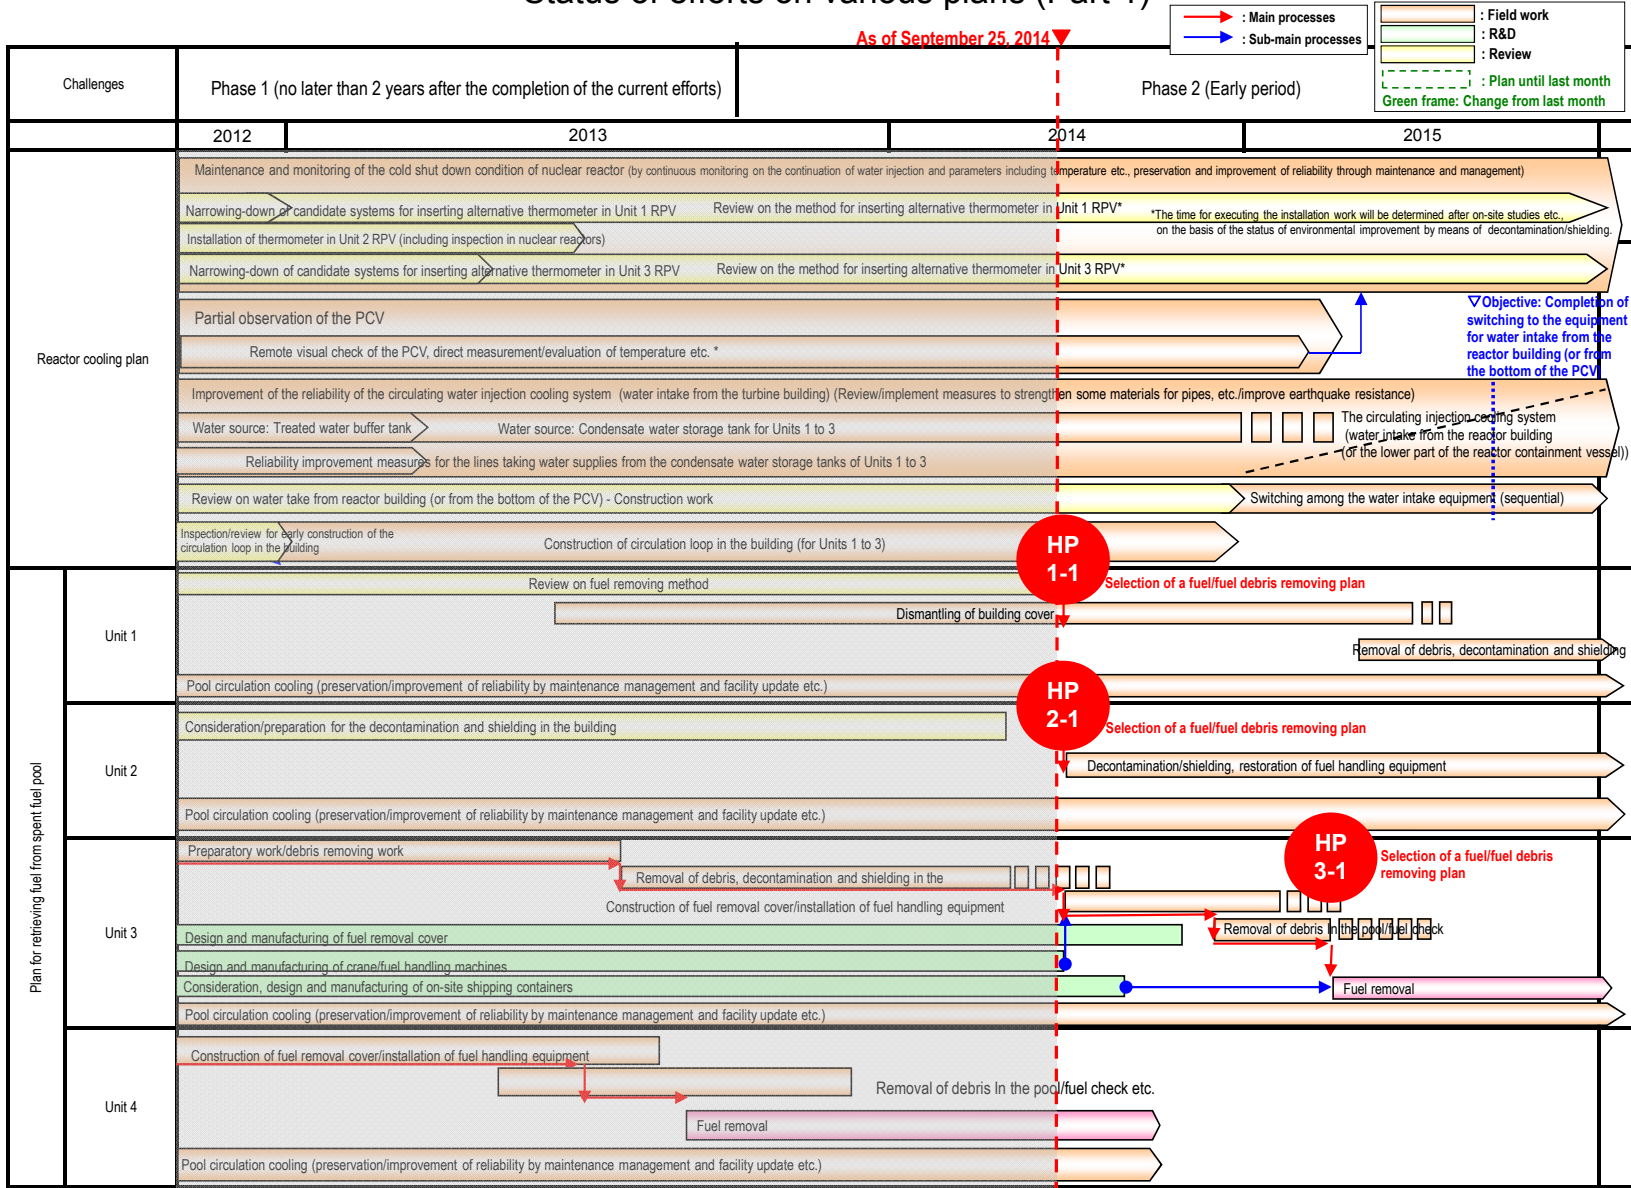 Status of efforts on various plans (Part 1)
: Main processes
: Sub-main processes
: Field work
: R&D
: Review
: Plan until last month
Green frame: Change from last month
As of September 25, 2014
Challenges
Phase 1 (no later than 2 years after the completion of the current efforts)
Phase 2 (Early period)
2012
2013
2014
2015
Reactor cooling plan
Maintenance and monitoring of the cold shut down condition of nuclear reactor (by continuous monitoring on the continuation of water injection and parameters including temperature etc., preservation and improvement of reliability through maintenance and management)
Narrowing-down of candidate systems for inserting alternative thermometer in Unit 1 RPV
Review on the method for inserting alternative thermometer in Unit 1 RPV*
*The time for executing the installation work will be determined after on-site studies etc.,
on the basis of the status of environmental improvement by means of decontamination/shielding.
Installation of thermometer in Unit 2 RPV (including inspection in nuclear reactors)
Narrowing-down of candidate systems for inserting alternative thermometer in Unit 3 RPV
Review on the method for inserting alternative thermometer in Unit 3 RPV*
Partial observation of the PCV
Remote visual check of the PCV, direct measurement/evaluation of temperature etc. *
▽Objective: Completion of
switching to the equipment
for water intake from the
reactor building (or from
the bottom of the PCV
Improvement of the reliability of the circulating water injection cooling system (water intake from the turbine building) (Review/implement measures to strengthen some materials for pipes, etc./improve earthquake resistance)
Water source: Treated water buffer tank
Water source: Condensate water storage tank for Units 1 to 3
The circulating injection cooling system
(water intake from the reactor building
(or the lower part of the reactor containment vessel))
Reliability improvement measures for the lines taking water supplies from the condensate water storage tanks of Units 1 to 3
Review on water take from reactor building (or from the bottom of the PCV) - Construction work
Switching among the water intake equipment (sequential)
Inspection/review for early construction of the
circulation loop in the building
Construction of circulation loop in the building (for Units 1 to 3)
HP
1-1
Plan for retrieving fuel from spent fuel pool
Unit 1
Review on fuel removing method
Selection of a fuel/fuel debris removing plan
Dismantling of building cover
Removal of debris, decontamination and shielding
Pool circulation cooling (preservation/improvement of reliability by maintenance management and facility update etc.)
HP
2-1
Unit 2
Consideration/preparation for the decontamination and shielding in the building
Selection of a fuel/fuel debris removing plan
Decontamination/shielding, restoration of fuel handling equipment
Pool circulation cooling (preservation/improvement of reliability by maintenance management and facility update etc.)
Unit 3
Preparatory work/debris removing work
HP
3-1
Selection of a fuel/fuel debris
removing plan
Removal of debris, decontamination and shielding in the
Construction of fuel removal cover/installation of fuel handling equipment
Removal of debris In the pool/fuel check
Design and manufacturing of fuel removal cover
Design and manufacturing of crane/fuel handling machines
Consideration, design and manufacturing of on-site shipping containers
Fuel removal
Pool circulation cooling (preservation/improvement of reliability by maintenance management and facility update etc.)
Unit 4
Construction of fuel removal cover/installation of fuel handling equipment
Removal of debris In the pool/fuel check etc.
Fuel removal
Pool circulation cooling (preservation/improvement of reliability by maintenance management and facility update etc.)